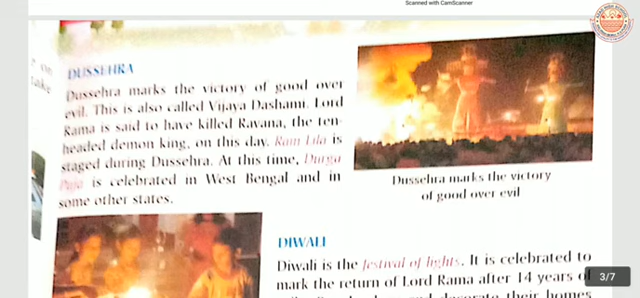 Scanned with CamScanner
DUSSEHRA
Dussehra marks the victory of good over
evil. This is also called Vijaya Dashami. Lord
Rama is said to have killed Ravana, the ten-
headed demon king, on this day. Ram Lila is
staged during Dussehra. At this time, Durga
Puja is celebrated in West Bengal and in
some other states.
Dussehra marks the victory
of good over evil
DIWALI
Diwali is the festival of lights. It is celebrated to
mark the return of Lord Rama after 14 years of
decorate their homes
3/7